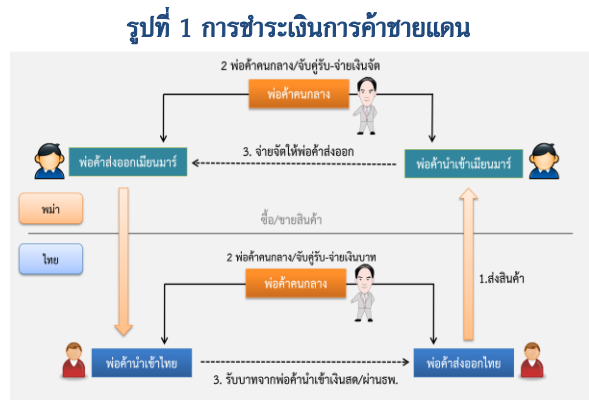 รูปที่ 1 การชำระเงินการค้าชายแดน
2 พ่อค้าคนกลาง/จับคู่รับ-จ่ายเงินจัต
พ่อค้าคนกลาง
พ่อค้าส่งออกเมียนมาร์
3. จ่ายจัตให้พ่อค้าส่งออก
พ่อค้านำเข้าเมียนมาร์
พม่า
ซื้อ/ขายสินค้า
ไทย
2 พ่อค้าคนกลาง/จับคู่รับ-จ่ายเงินบาท
พ่อค้าคนกลาง
1.ส่งสินค้า
พ่อค้านำเข้าไทย
พ่อค้าส่งออกไทย
3. รับบาทจากพ่อค้านำเข้าเงินสด/ผ่านธพ.